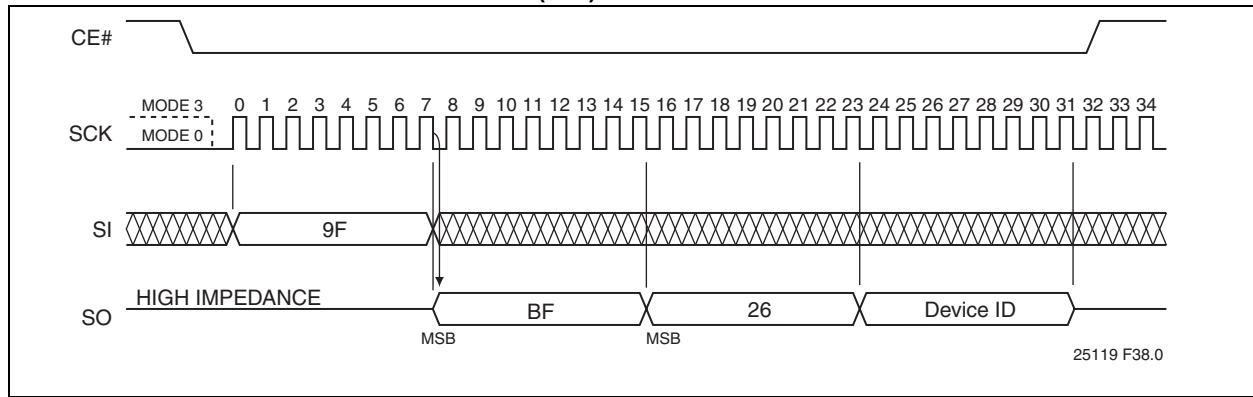 CE#
MODE 3 0 1 2 3 4 5 6 7 8 9 10 11 12 13 14 15 16 17 18 19 20 21 22 23 24 25 26 27 28 29 30 31 32 33 34
SCK MODE 0
SI 9F
HIGH IMPEDANCE
SO BF 26 Device ID
MSB MSB
25119 F38.0